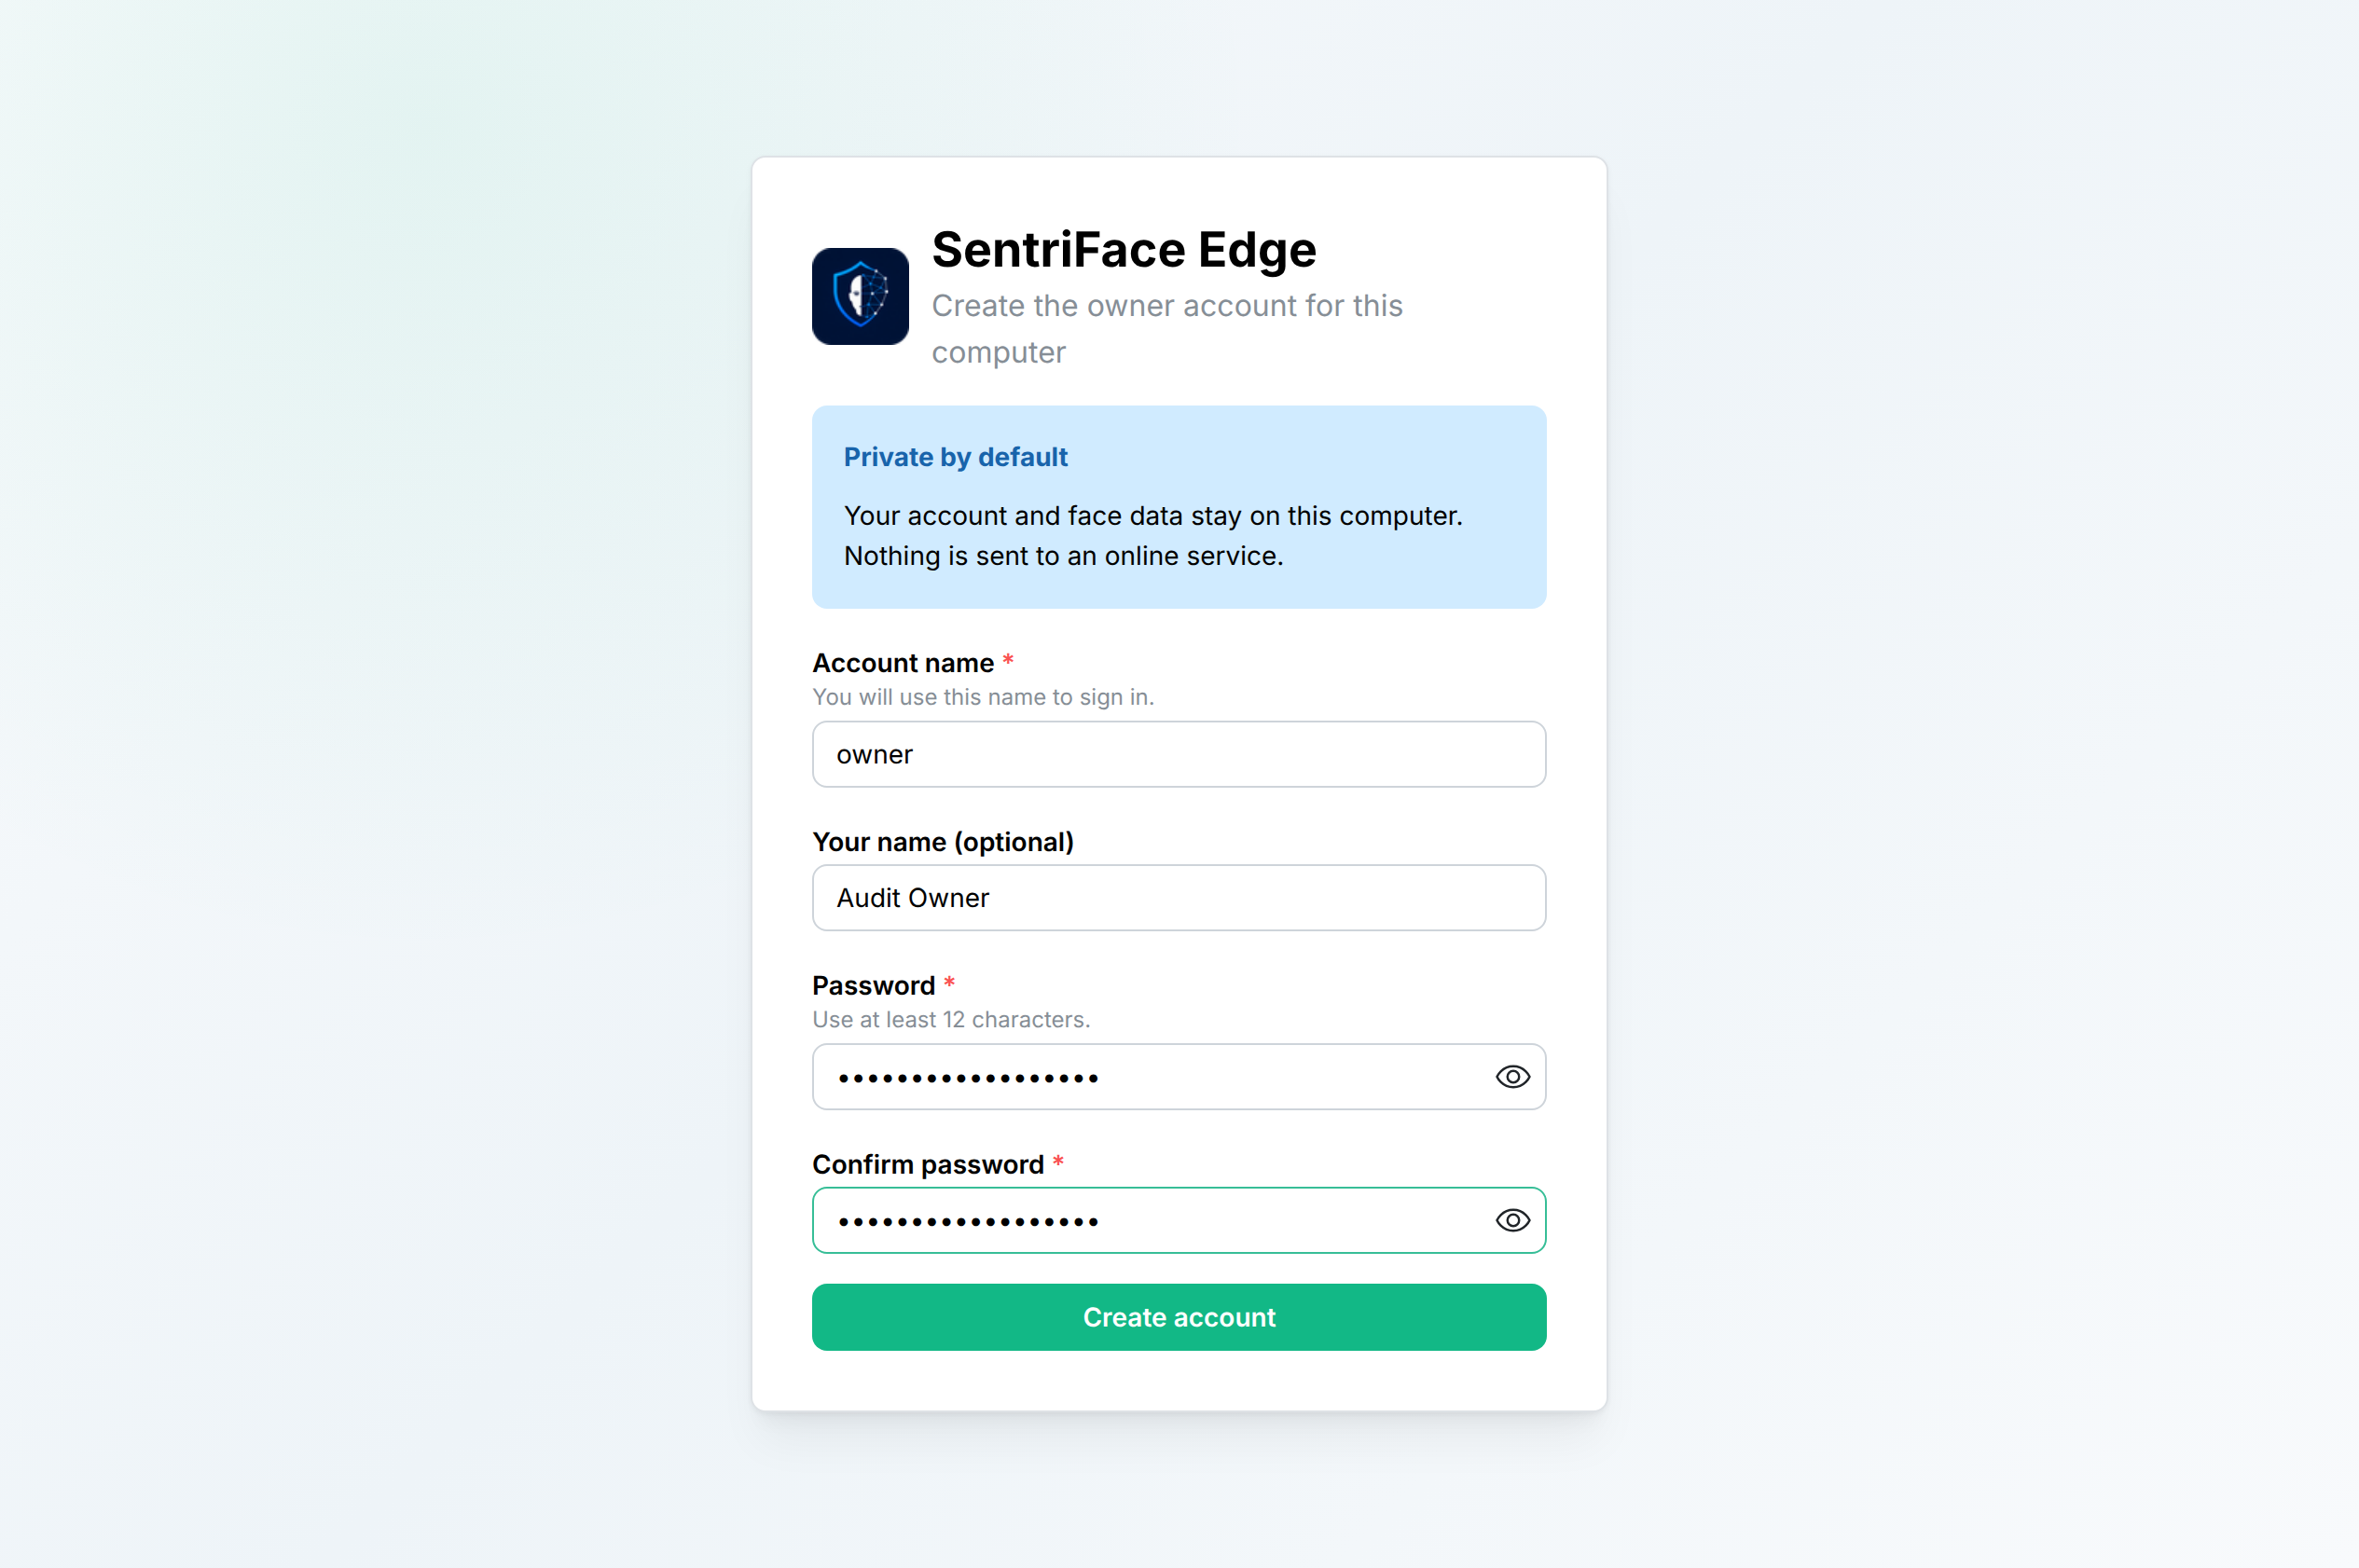 SentriFace Edge
Create the owner account for this
computer
Private by default
Your account and face data stay on this computer.
Nothing is sent to an online service.
Account name *
You will use this name to sign in.
owner
Your name (optional)
Audit Owner
Password *
Use at least 12 characters.
••••••••••••••••••
Confirm password *
••••••••••••••••••
Create account